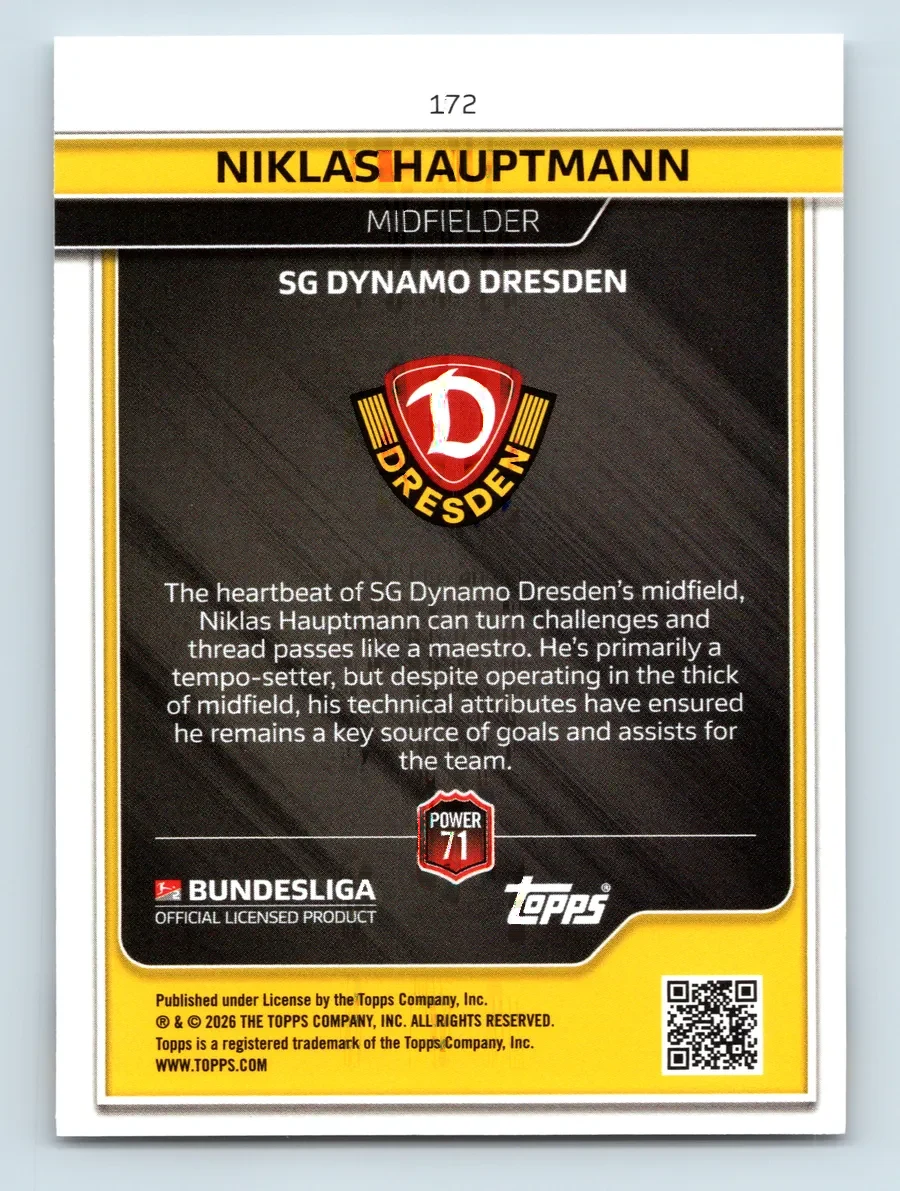 172
NIKLAS HAUPTMANN
MIDFIELDER
SG DYNAMO DRESDEN
D
DRESDEN
The heartbeat of SG Dynamo Dresden's midfield,
Niklas Hauptmann can turn challenges and
thread passes like a maestro. He's primarily a
tempo-setter, but despite operating in the thick
of midfield, his technical attributes have ensured
he remains a key source of goals and assists for
the team.
POWER
71
2 BUNDESLIGA
OFFICIAL LICENSED PRODUCT
topps®
Published under License by the Topps Company, Inc.
® & © 2026 THE TOPPS COMPANY, INC. ALL RIGHTS RESERVED.
Topps is a registered trademark of the Topps Company, Inc.
WWW.TOPPS.COM